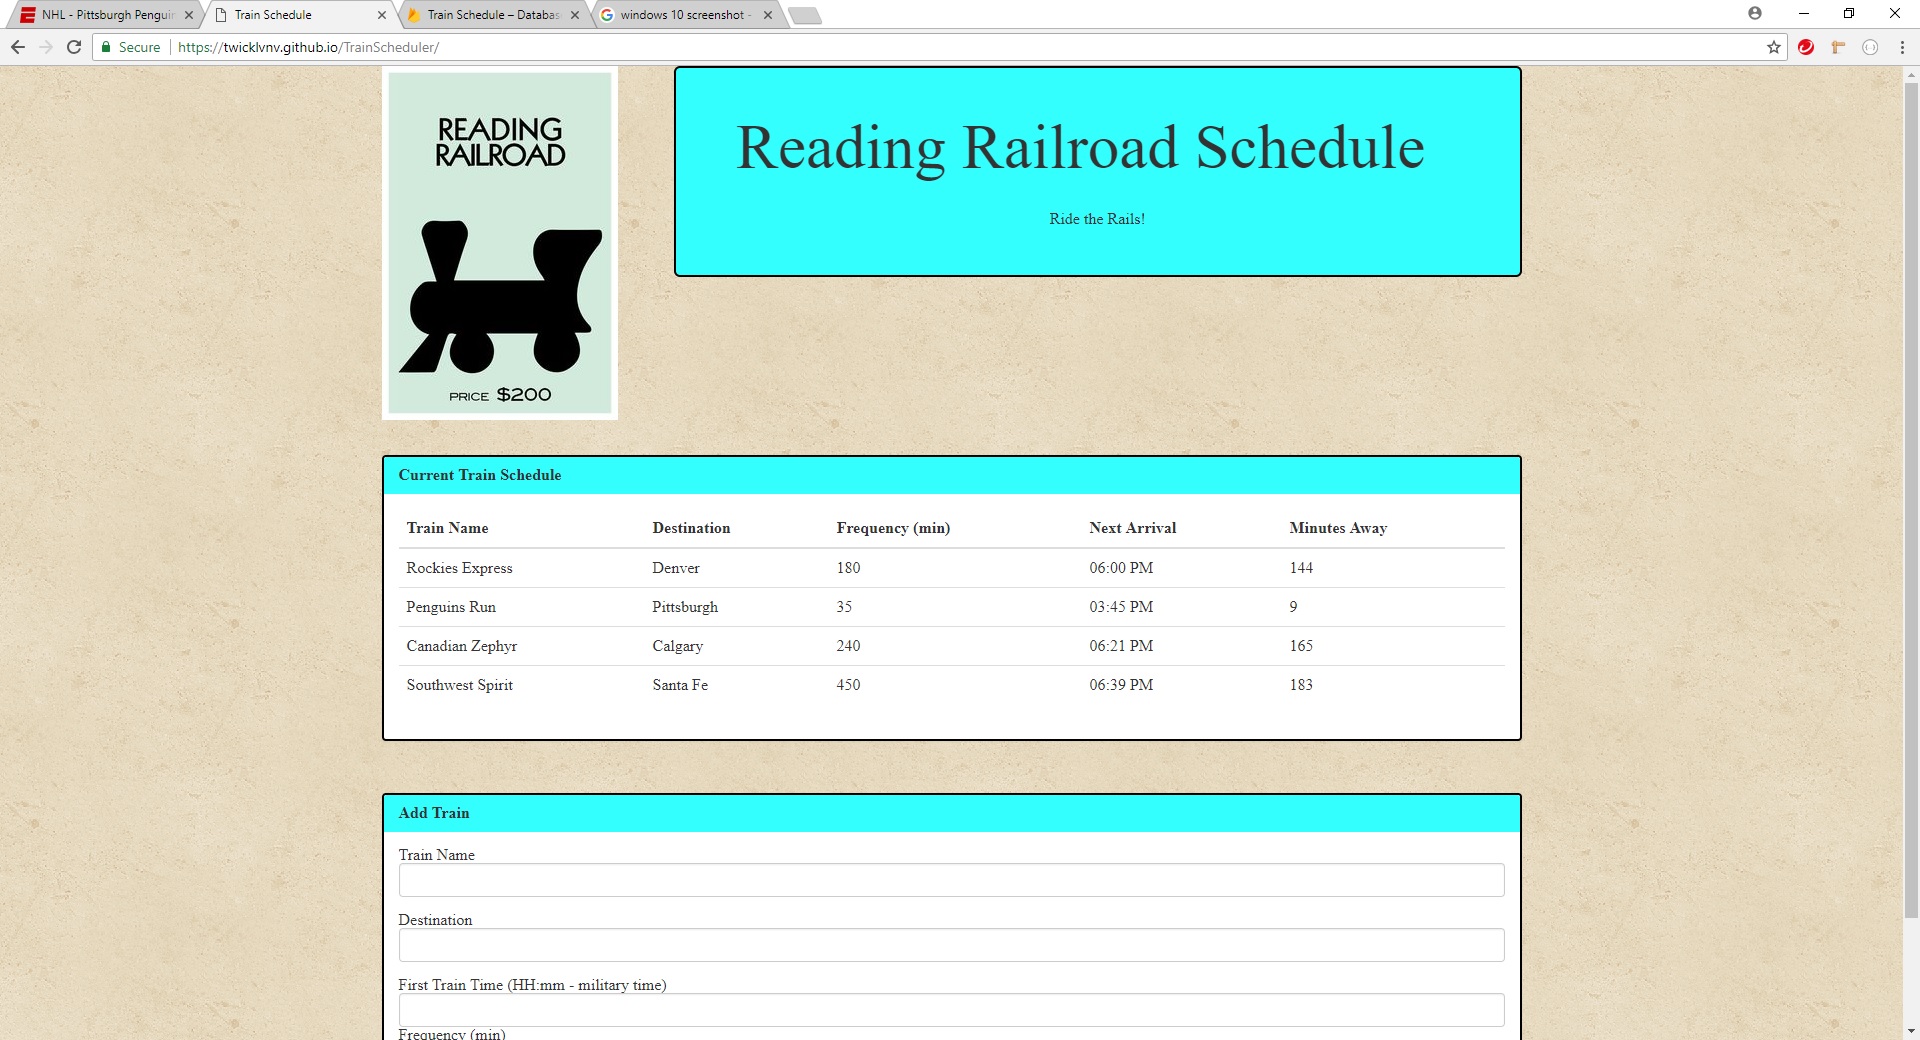 NHL - Pittsburgh Penguin
Train Schedule
Train Schedule – Databas
windows 10 screenshot -
Secure
https://twicklvnv.github.io/TrainScheduler/
READING
RAILROAD
PRICE $200
Reading Railroad Schedule
Ride the Rails!
Current Train Schedule
Train Name Destination Frequency (min) Next Arrival Minutes Away
Rockies Express Denver 180 06:00 PM 144
Penguins Run Pittsburgh 35 03:45 PM 9
Canadian Zephyr Calgary 240 06:21 PM 165
Southwest Spirit Santa Fe 450 06:39 PM 183
Add Train
Train Name
Destination
First Train Time (HH:mm - military time)
Frequency (min)